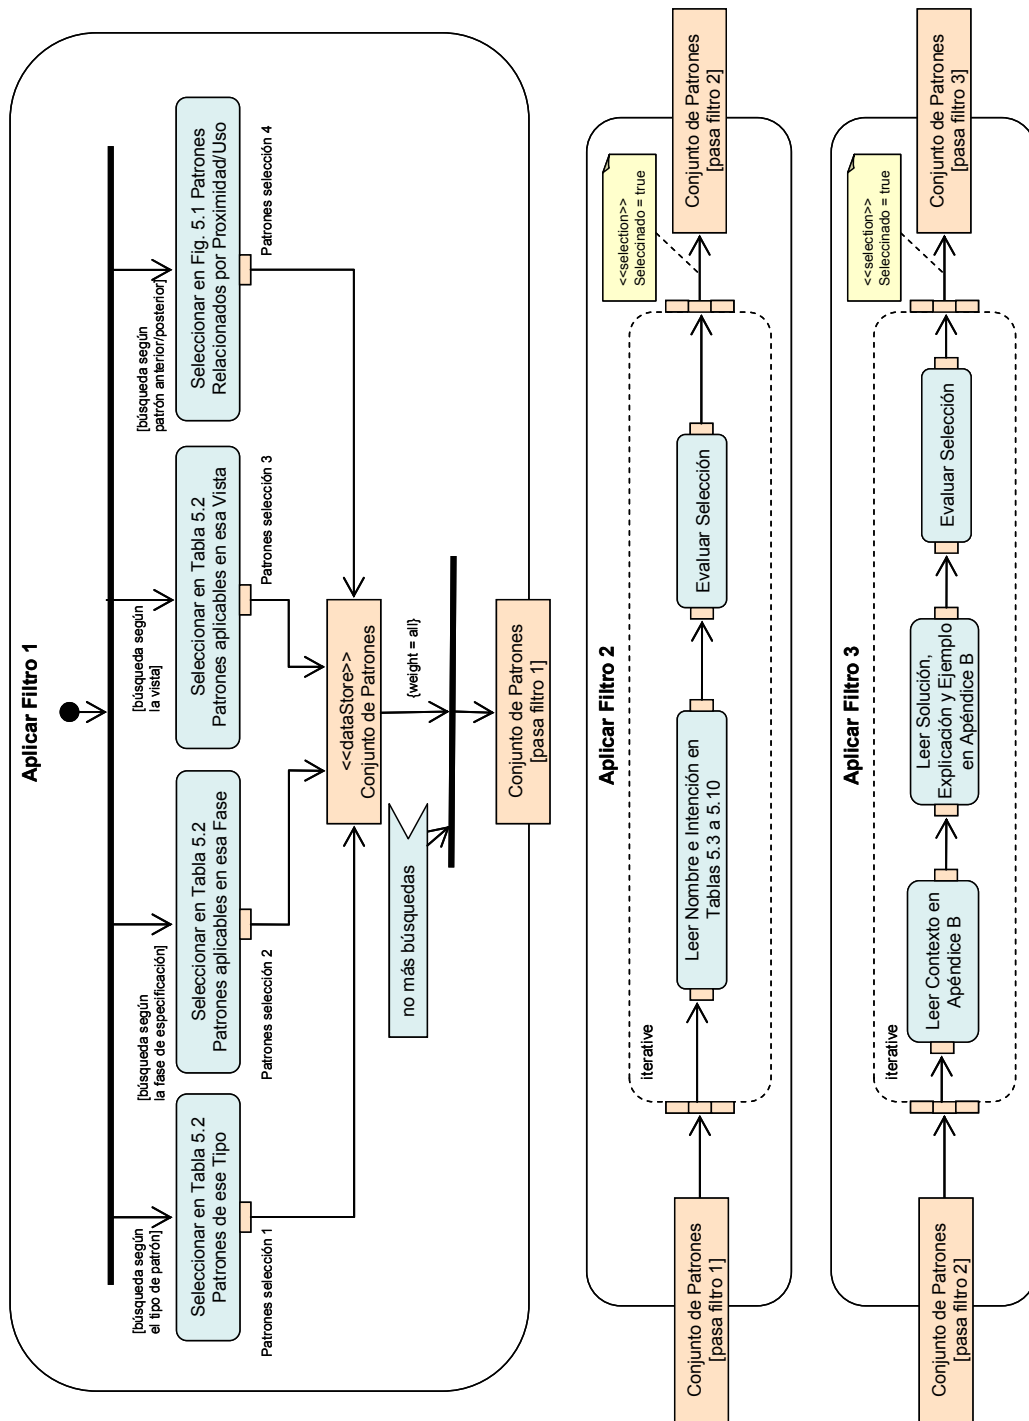 Aplicar Filtro 1
[búsqueda según
el tipo de patrón]
[búsqueda según
la fase de especificación]
[búsqueda según
la vista]
[búsqueda según
patrón anterior/posterior]
Seleccionar en Tabla 5.2
Patrones de ese Tipo
Seleccionar en Tabla 5.2
Patrones aplicables en esa Fase
Seleccionar en Tabla 5.2
Patrones aplicables en esa Vista
Seleccionar en Fig. 5.1 Patrones
Relacionados por Proximidad/Uso
Patrones selección 1
Patrones selección 2
Patrones selección 3
Patrones selección 4
<<dataStore>>
Conjunto de Patrones
no más búsquedas
{weight = all}
Conjunto de Patrones
[pasa filtro 1]
Aplicar Filtro 2
Conjunto de Patrones
[pasa filtro 1]
iterative
Leer Nombre e Intención en
Tablas 5.3 a 5.10
Evaluar Selección
<<selection>>
Seleccinado = true
Conjunto de Patrones
[pasa filtro 2]
Aplicar Filtro 3
Conjunto de Patrones
[pasa filtro 2]
iterative
Leer Contexto en
Apéndice B
Leer Solución,
Explicación y Ejemplo
en Apéndice B
Evaluar Selección
<<selection>>
Seleccinado = true
Conjunto de Patrones
[pasa filtro 3]